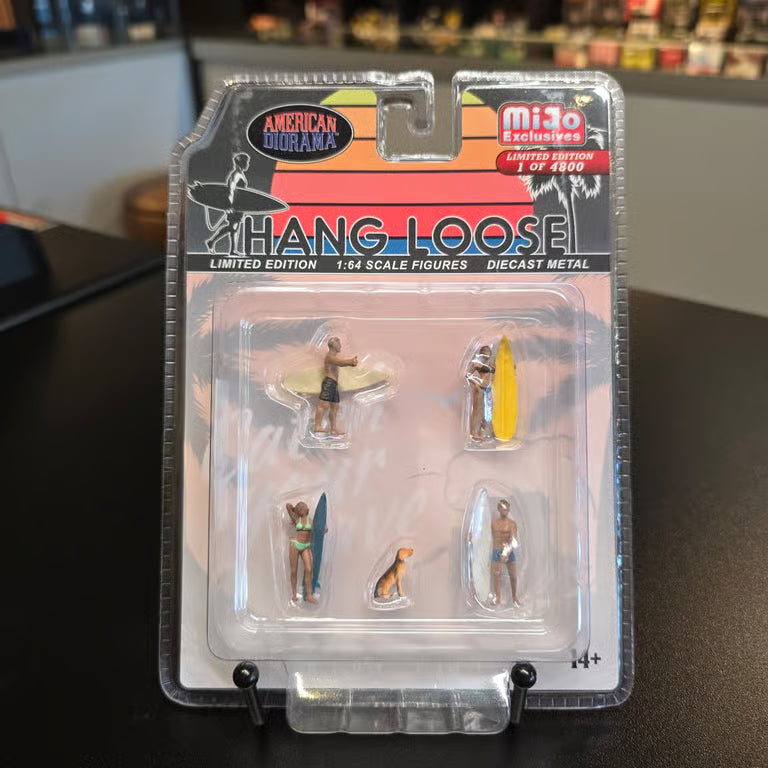 AMERICAN
DIORAMA
MiJo
Exclusives
LIMITED EDITION
1 OF 4800
HANG LOOSE
LIMITED EDITION 1:64 SCALE FIGURES DIECAST METAL
14+